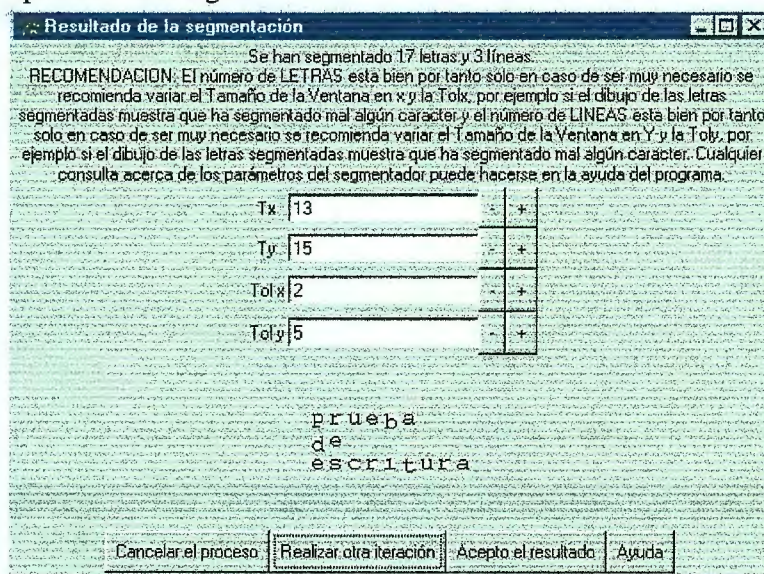 Resultado de la segmentación
Se han segmentado 17 letras y 3 líneas.
RECOMENDACION: El número de LETRAS esta bien por tanto solo en caso de ser muy necesario se
recomienda variar el Tamaño de la Ventana en x y la Tolx, por ejemplo si el dibujo de las letras
segmentadas muestra que ha segmentado mal algún caracter y el número de LINEAS está bien por tanto
solo en caso de ser muy necesario se recomienda variar el Tamaño de la Ventana en Y y la Toly, por
ejemplo si el dibujo de las letras segmentadas muestra que ha segmentado mal algún caracter. Cualquier
consulta acerca de los parámetros del segmentador puede hacerse en la ayuda del programa.
Tx 13 - +
Ty 15 - +
Tol x 2 - +
Tol y 5 - +
prueba
de
escritura
Cancelar el proceso Realizar otra iteración Acepto el resultado Ayuda